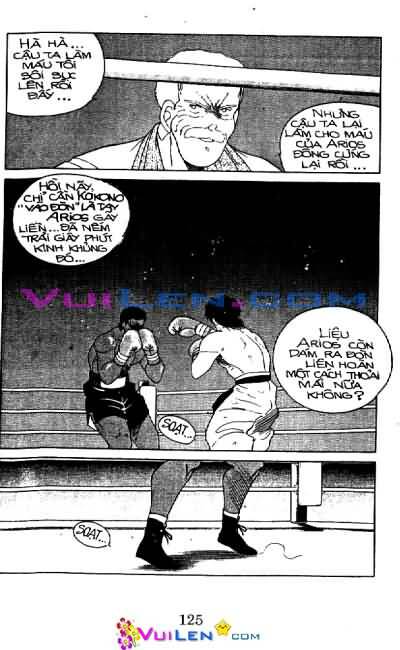 HÀ HÀ...
CẬU TA LÀM
MÁU TÔI
SÔI SỤC
LÊN RỒI
ĐÂY...
NHƯNG
CẬU TA LẠI
LÀM CHO MÁU
CỦA ARIOS
ĐÔNG CỨNG
LẠI RỒI...
HỒI NÃY,
CHỈ CẦN KOKONO
"VÀO ĐÒN" LÀ TAY
ARIOS GÃY
LIỀN... ĐÃ NẾM
TRẢI GIÂY PHÚT
KINH KHỦNG
ĐÓ...
VUILEN.COM
LIỆU
ARIOS CÒN
DÁM RA ĐÒN
LIÊN HOÀN
MỘT CÁCH THOẢI
MÁI NỮA
KHÔNG?
SOẠT...
SOẠT...
125
VUILEN.COM